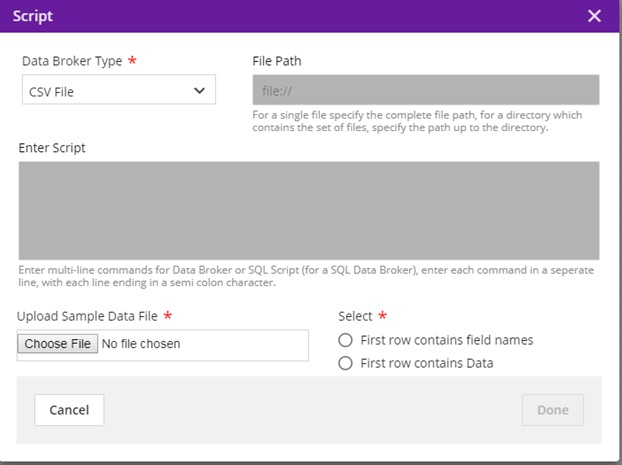 Script
Data Broker Type *
File Path
CSV File
file://
For a single file specify the complete file path, for a directory which
contains the set of files, specify the path up to the directory.
Enter Script
Enter multi-line commands for Data Broker or SQL Script (for a SQL Data Broker), enter each command in a seperate
line, with each line ending in a semi colon character.
Upload Sample Data File *
Select *
Choose File No file chosen
First row contains field names
First row contains Data
Cancel
Done